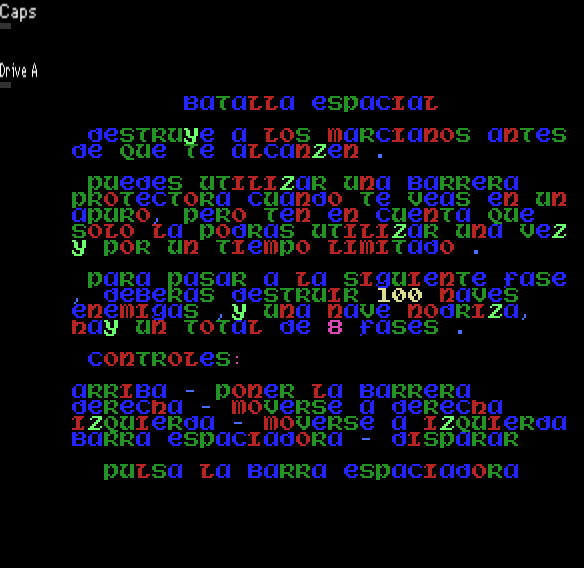 Caps
Drive A
BATALLA ESPACIAL
DESTRUYE A LOS MARCIANOS ANTES
DE QUE TE ALCANZEN .
PUEDES UTILIZAR UNA BARRERA
PROTECTORA CUANDO TE VEAS EN UN
APURO, PERO TEN EN CUENTA QUE
SOLO LA PODRAS UTILIZAR UNA VEZ
Y POR UN TIEMPO LIMITADO .
PARA PASAR A LA SIGUIENTE FASE
, DEBERAS DESTRUIR 100 NAVES
ENEMIGAS ,Y UNA NAVE NODRIZA,
HAY UN TOTAL DE 8 FASES .
CONTROLES:
ARRIBA - PONER LA BARRERA
DERECHA - MOVERSE A DERECHA
IZQUIERDA - MOVERSE A IZQUIERDA
BARRA ESPACIADORA - DISPARAR
PULSA LA BARRA ESPACIADORA